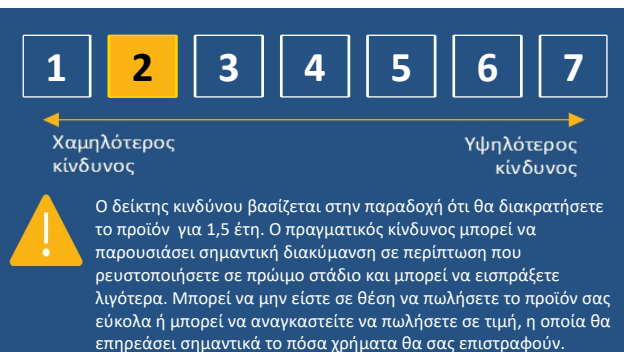 1 2 3 4 5 6 7
Χαμηλότερος κίνδυνος
Υψηλότερος κίνδυνος
Ο δείκτης κινδύνου βασίζεται στην παραδοχή ότι θα διακρατήσετε
το προϊόν για 1,5 έτη. Ο πραγματικός κίνδυνος μπορεί να
παρουσιάσει σημαντική διακύμανση σε περίπτωση που
ρευστοποιήσετε σε πρώιμο στάδιο και μπορεί να εισπράξετε
λιγότερα. Μπορεί να μην είστε σε θέση να πωλήσετε το προϊόν σας
εύκολα ή μπορεί να αναγκαστείτε να πωλήσετε σε τιμή, η οποία θα
επηρεάσει σημαντικά το πόσα χρήματα θα σας επιστραφούν.